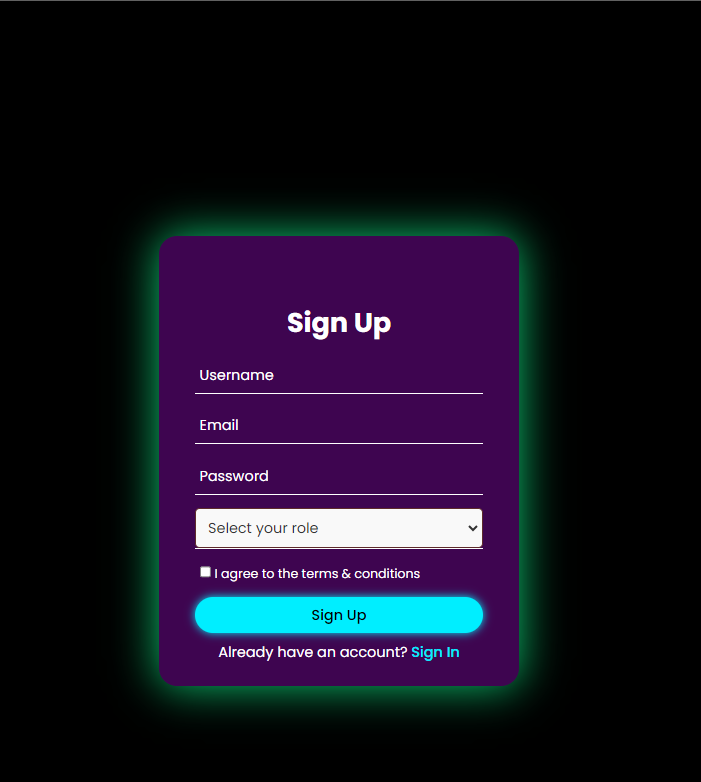 Sign Up
Username
Email
Password
Select your role
I agree to the terms & conditions
Sign Up
Already have an account? Sign In